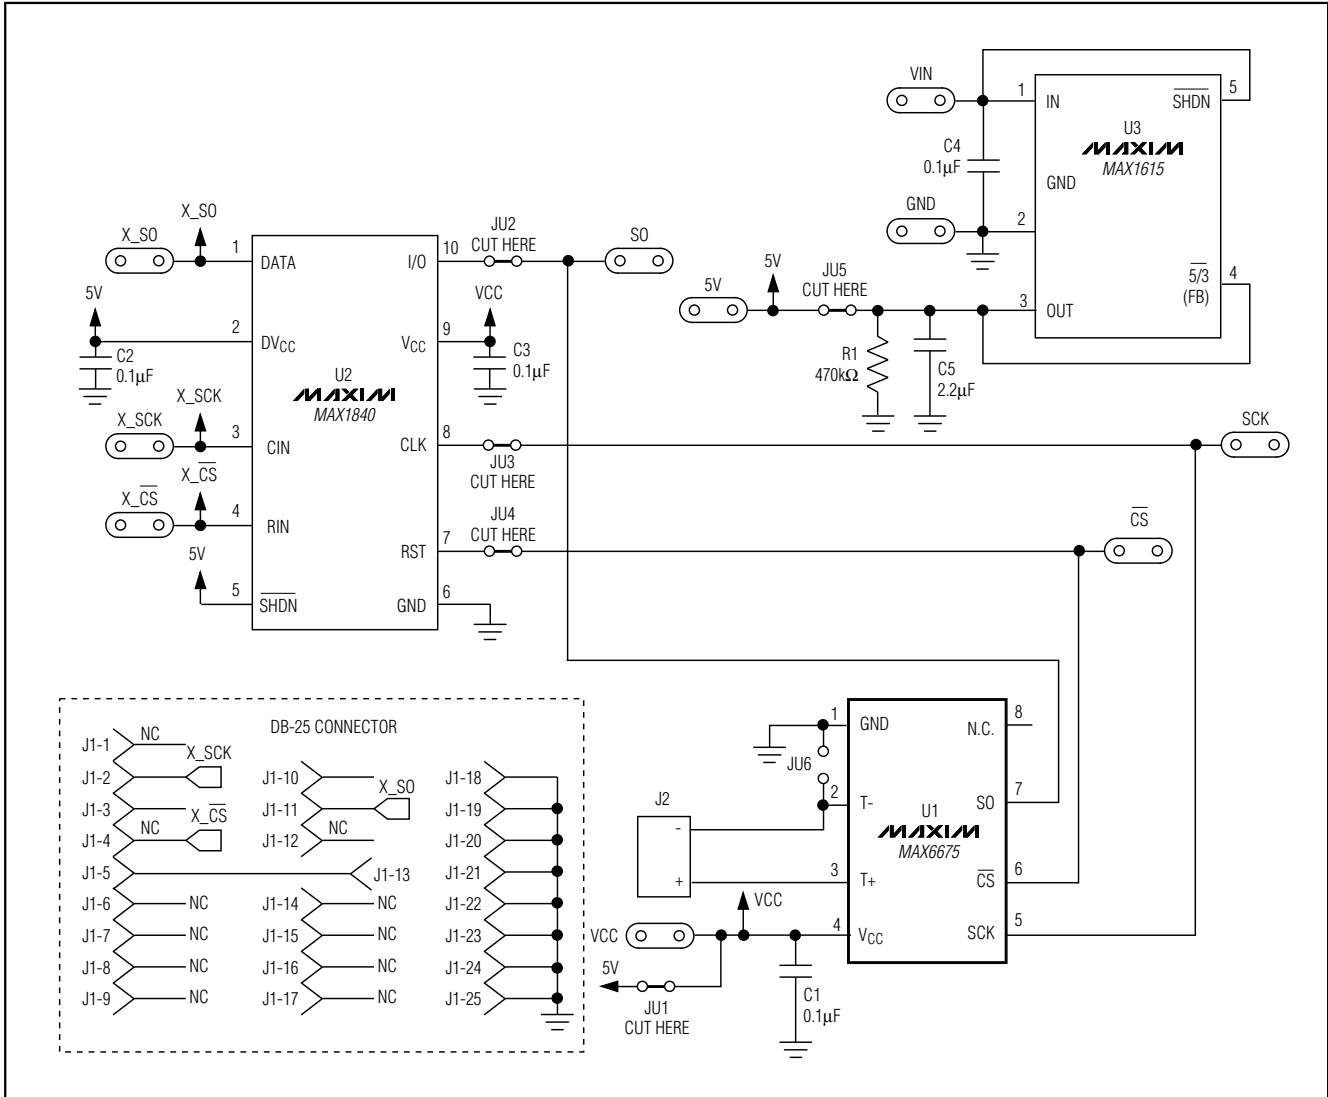 VIN
1
IN
SHDN
5
U3
MAXIM
MAX1615
C4
0.1µF
GND
GND
2
5V
5V
JU5
CUT HERE
3
OUT
5/3
(FB)
4
R1
470kΩ
C5
2.2µF
X_SO
X_SO
1
DATA
I/O
10
JU2
CUT HERE
SO
5V
2
DVCC
VCC
9
VCC
C2
0.1µF
C3
0.1µF
U2
MAXIM
MAX1840
X_SCK
X_SCK
3
CIN
CLK
8
JU3
CUT HERE
SCK
X_CS
X_CS
4
RIN
RST
7
JU4
CUT HERE
CS
5V
5
SHDN
GND
6
DB-25 CONNECTOR
J1-1
NC
J1-2
X_SCK
J1-3
J1-4
NC
X_CS
J1-5
J1-13
J1-6
NC
J1-7
NC
J1-8
NC
J1-9
NC
J1-10
J1-11
X_SO
J1-12
NC
J1-14
NC
J1-15
NC
J1-16
NC
J1-17
NC
J1-18
J1-19
J1-20
J1-21
J1-22
J1-23
J1-24
J1-25
1
GND
N.C.
8
JU6
2
T-
SO
7
J2
-
+
U1
MAXIM
MAX6675
3
T+
CS
6
VCC
VCC
4
VCC
SCK
5
5V
JU1
CUT HERE
C1
0.1µF